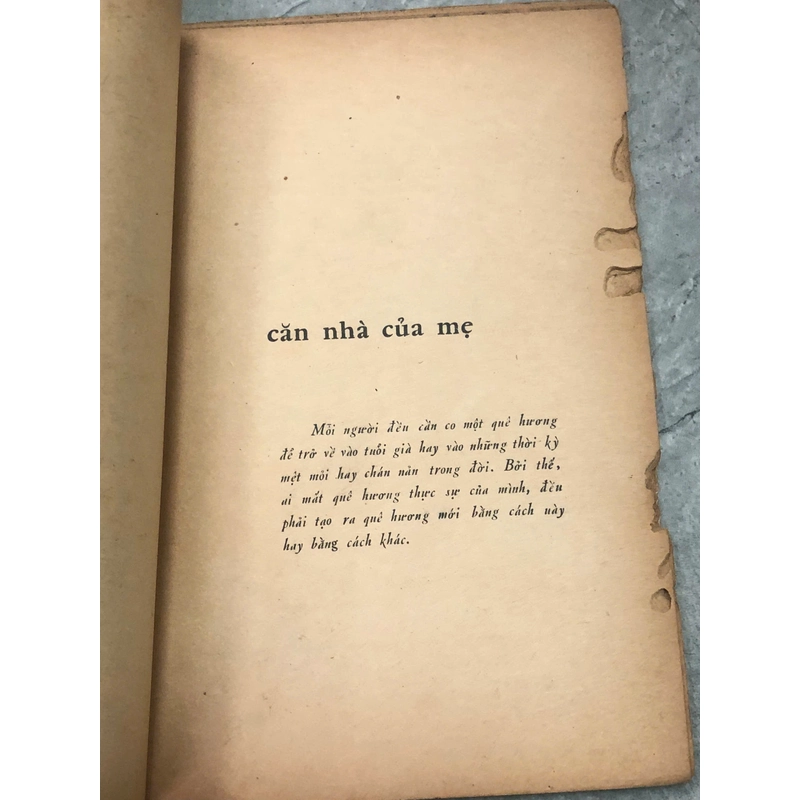 căn nhà của mẹ
Mỗi người đều cần co một quê hương
để trở về vào tuổi già hay vào những thời kỳ
mệt mỏi hay chán nản trong đời. Bởi thế,
ai mất quê hương thực sự của mình, đều
phải tạo ra quê hương mới bằng cách này
hay bằng cách khác.